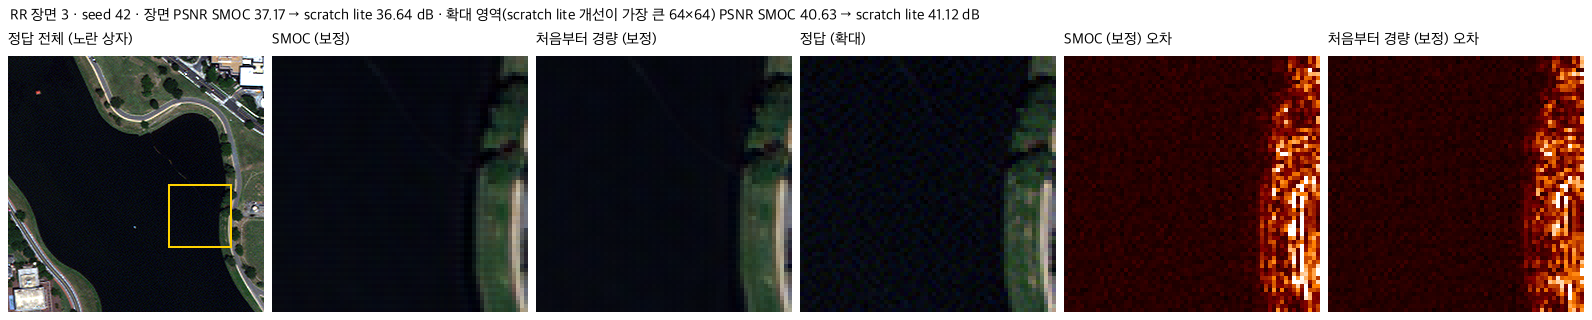 RR 장면 3 · seed 42 · 장면 PSNR SMOC 37.17 → scratch lite 36.64 dB · 확대 영역(scratch lite 개선이 가장 큰 64×64) PSNR SMOC 40.63 → scratch lite 41.12 dB
정답 전체 (노란 상자)
SMOC (보정)
처음부터 경량 (보정)
정답 (확대)
SMOC (보정) 오차
처음부터 경량 (보정) 오차